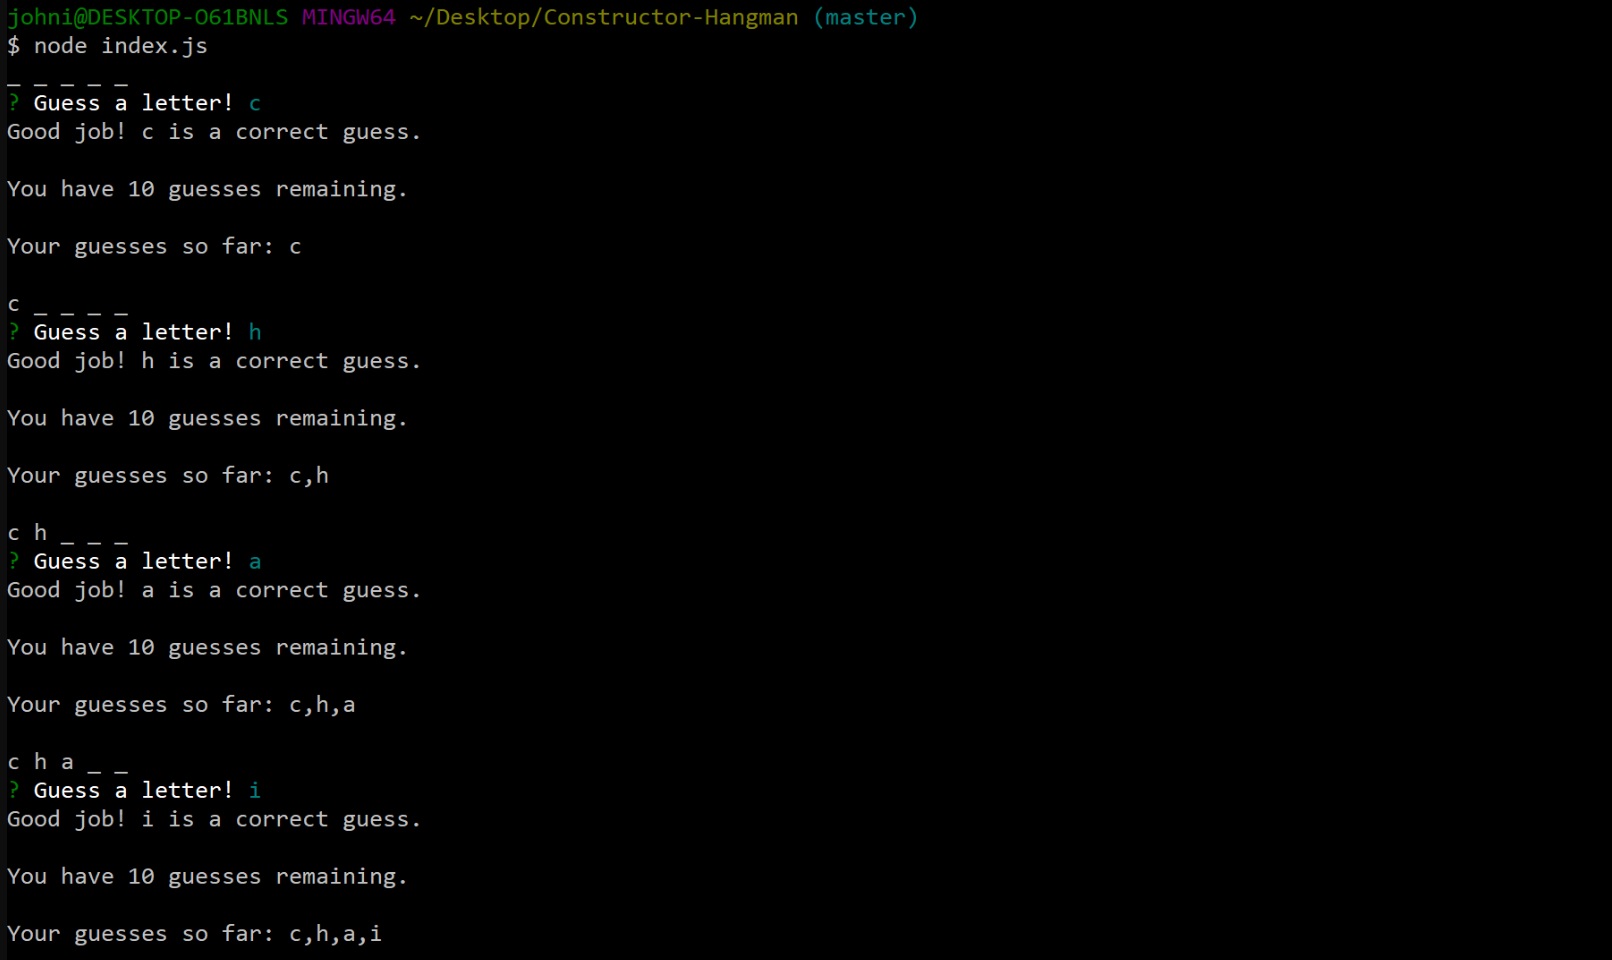 johni@DESKTOP-O61BNLS MINGW64 ~/Desktop/Constructor-Hangman (master)
$ node index.js
_ _ _ _ _
? Guess a letter! c
Good job! c is a correct guess.
You have 10 guesses remaining.
Your guesses so far: c
c _ _ _ _
? Guess a letter! h
Good job! h is a correct guess.
You have 10 guesses remaining.
Your guesses so far: c,h
c h _ _ _
? Guess a letter! a
Good job! a is a correct guess.
You have 10 guesses remaining.
Your guesses so far: c,h,a
c h a _ _
? Guess a letter! i
Good job! i is a correct guess.
You have 10 guesses remaining.
Your guesses so far: c,h,a,i